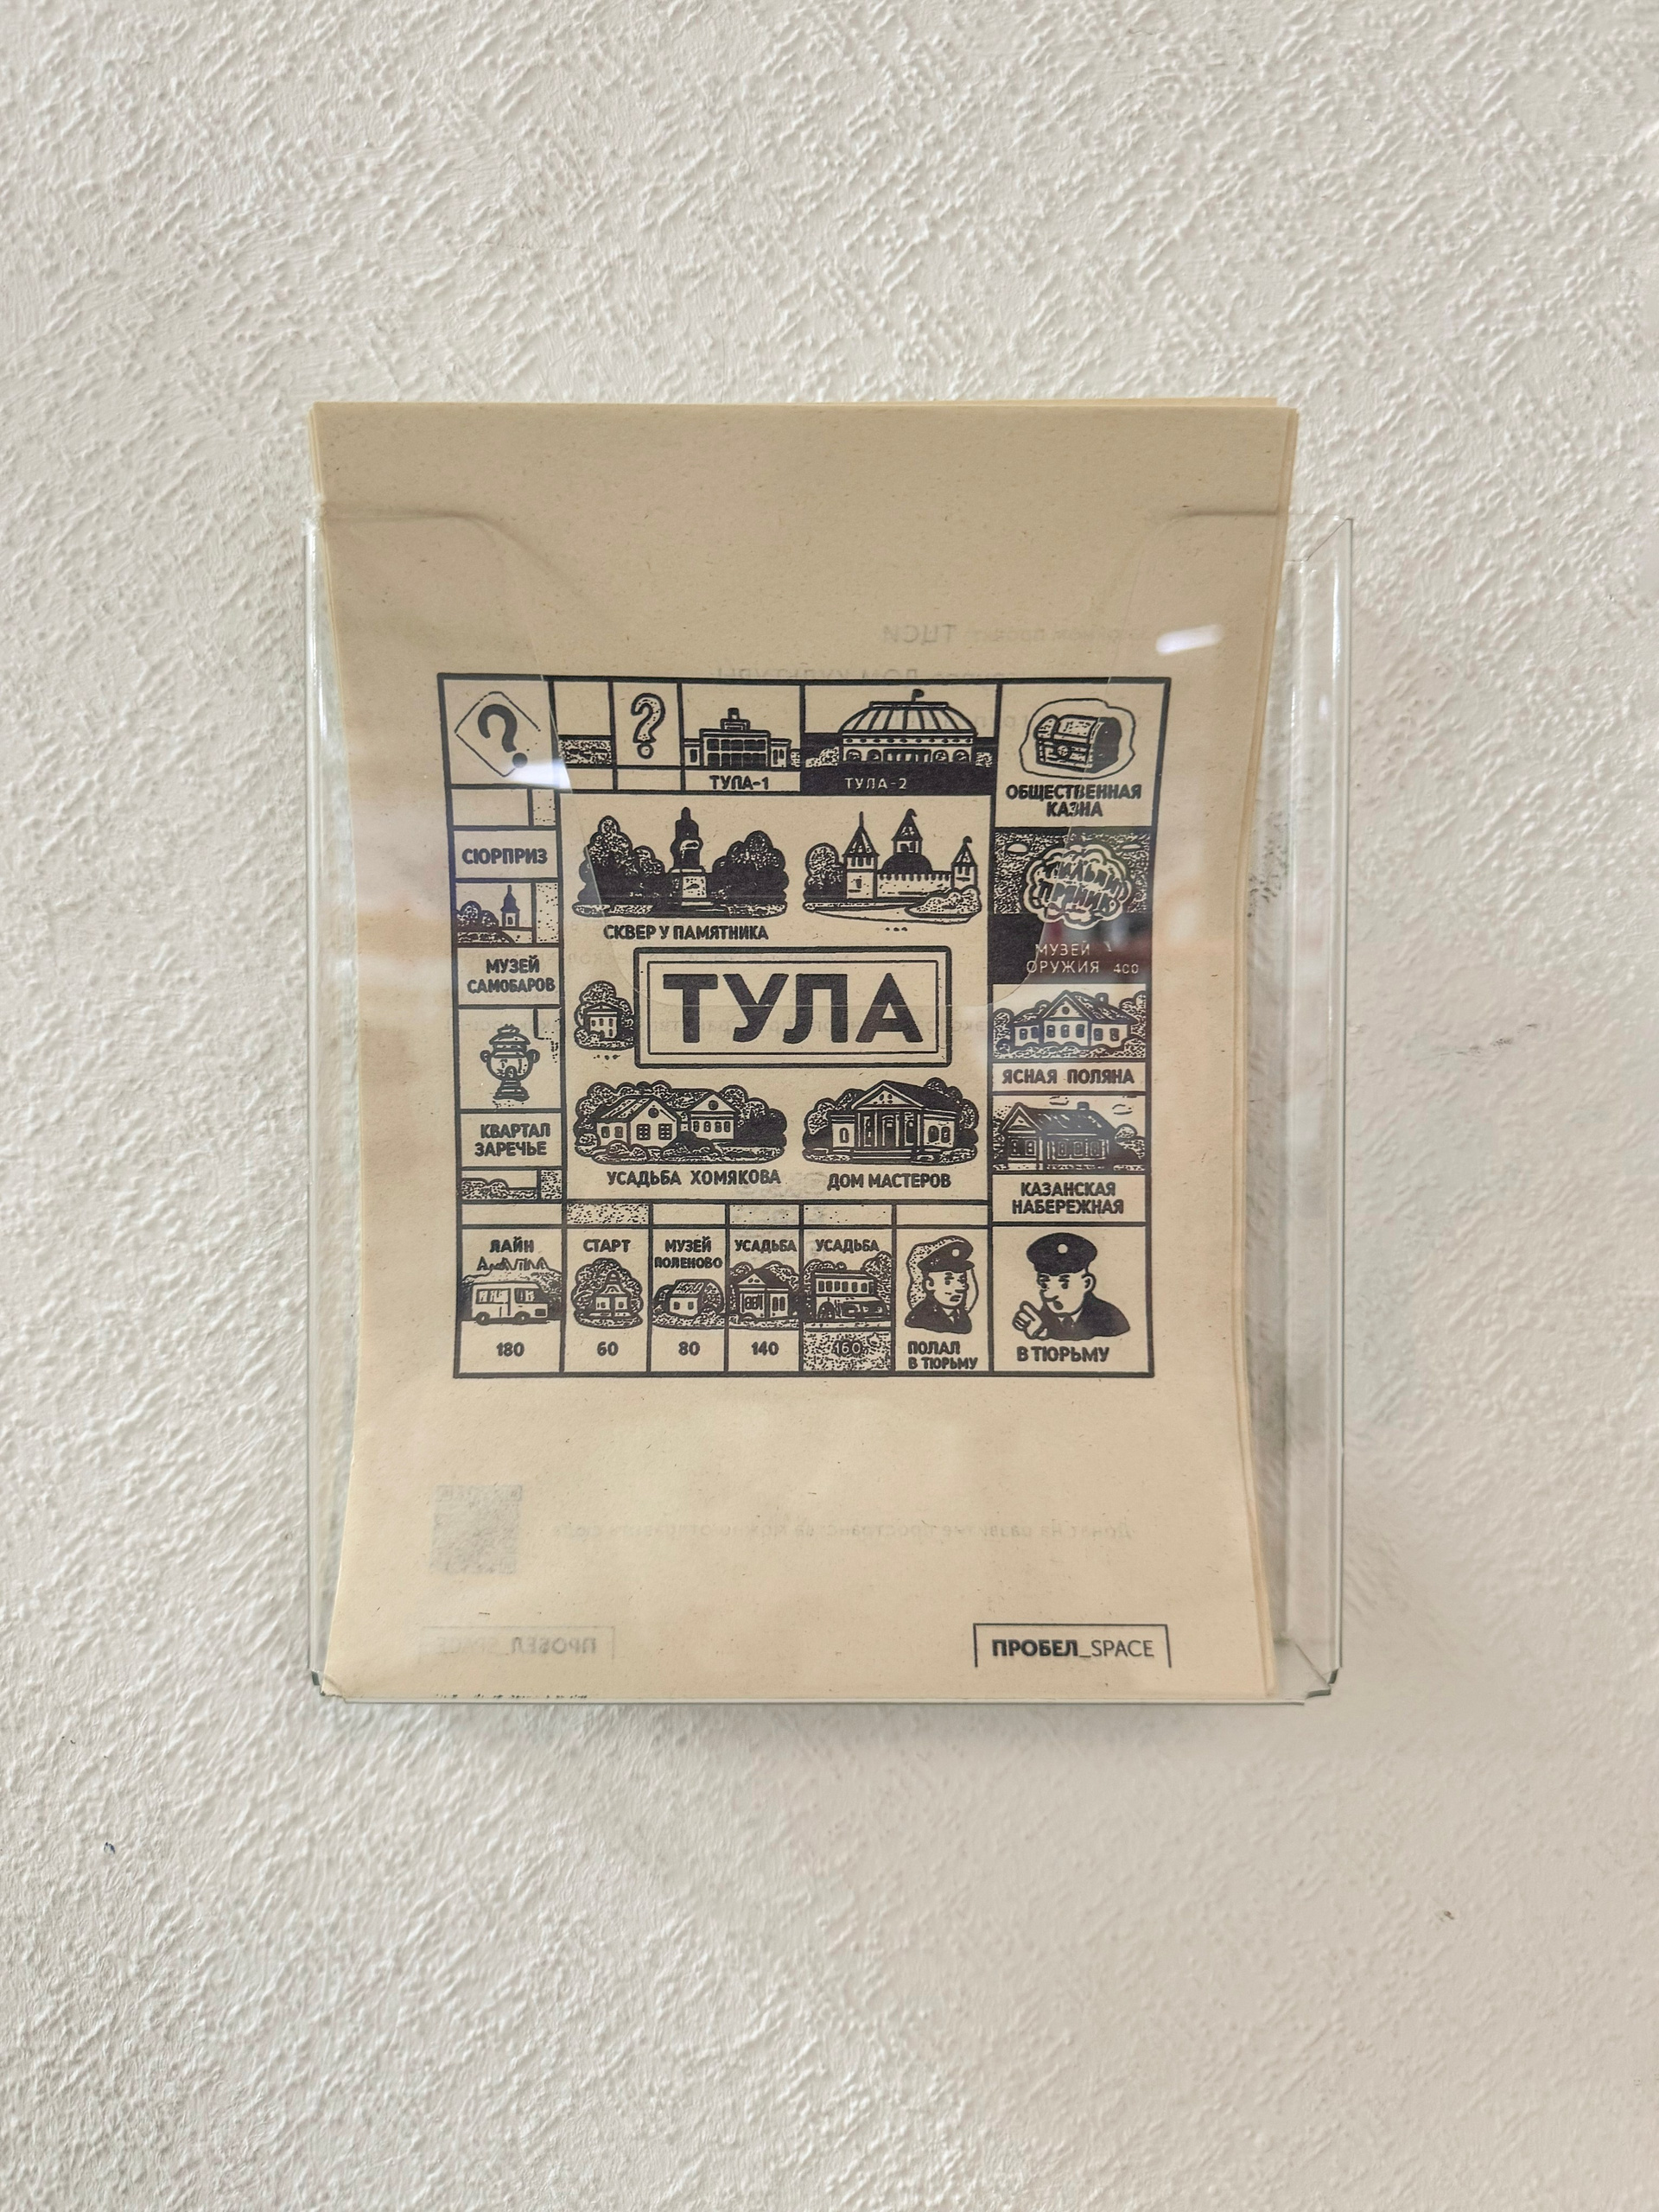 ?
?
ТУЛА-1
ТУЛА-2
ОБЩЕСТВЕННАЯ
КАЗНА
СЮРПРИЗ
СКВЕР У ПАМЯТНИКА
МУЗЕЙ
ОРУЖИЯ 400
МУЗЕЙ
САМОБАРОВ
ТУЛА
ЯСНАЯ ПОЛЯНА
КВАРТАЛ
ЗАРЕЧЬЕ
УСАДЬБА ХОМЯКОВА
ДОМ МАСТЕРОВ
КАЗАНСКАЯ
НАБЕРЕЖНАЯ
ЛАЙН
180
СТАРТ
60
МУЗЕЙ
ПОЛЕНОВО
80
УСАДЬБА
140
УСАДЬБА
160
ПОЛАЛ
В ТЮРЬМУ
В ТЮРЬМУ
ПРОБЕЛ_SPACE